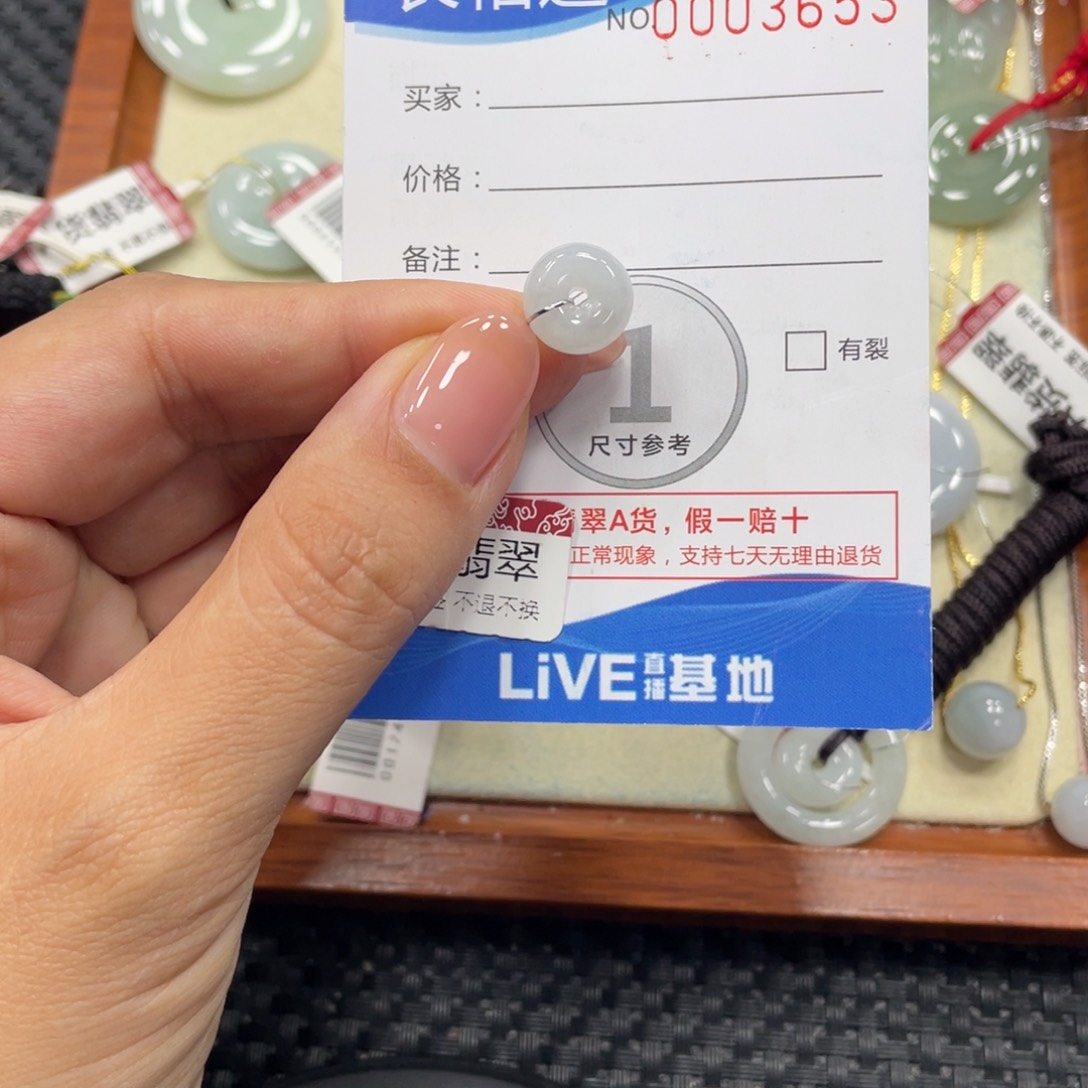 NO.0003653
买家：
价格：
备注：
有裂
1
尺寸参考
翠A货，假一赔十
正常现象，支持七天无理由退货
LiVE直播基地
翡翠
不退不换
货翡翠